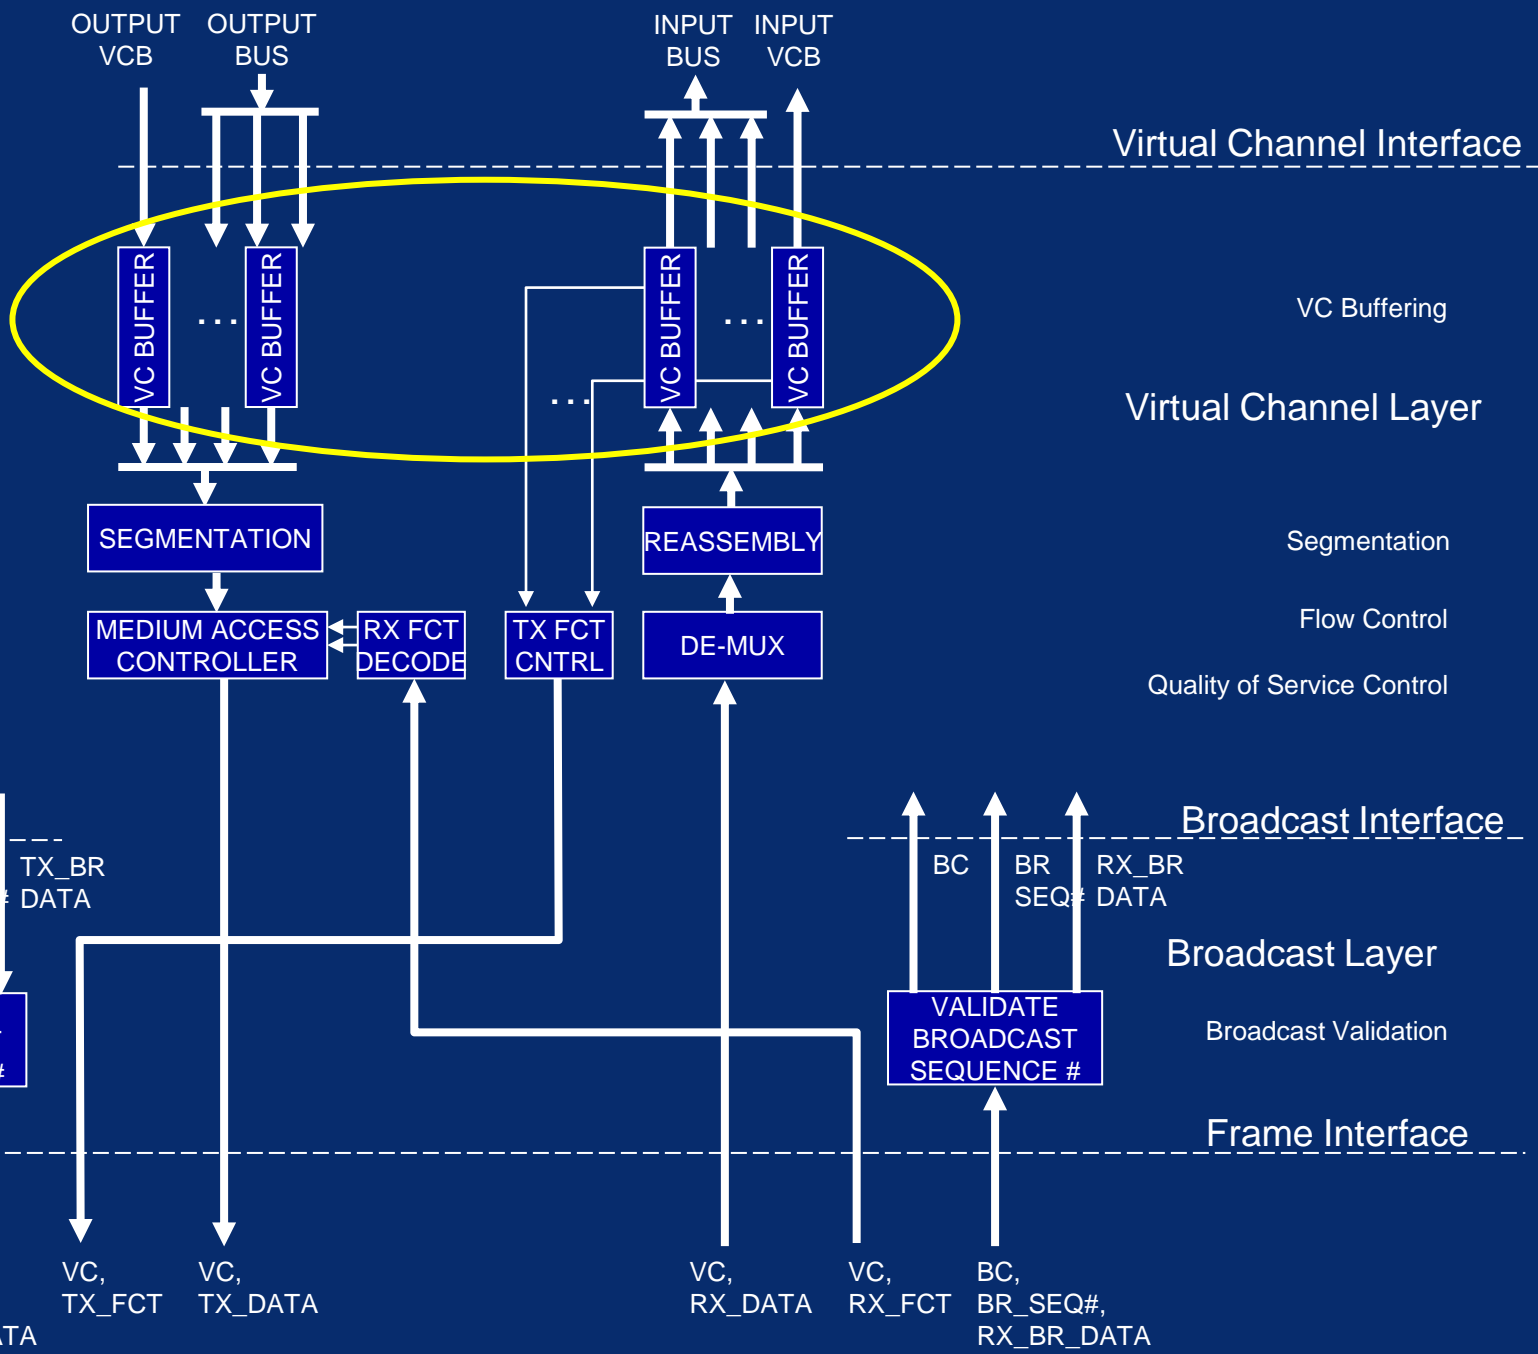 OUTPUT
VCB
OUTPUT
BUS
INPUT
BUS
INPUT
VCB
Virtual Channel Interface
VC BUFFER
...
VC BUFFER
VC BUFFER
...
VC BUFFER
VC Buffering
...
Virtual Channel Layer
SEGMENTATION
REASSEMBLY
Segmentation
MEDIUM ACCESS
CONTROLLER
RX FCT
DECODE
TX FCT
CNTRL
DE-MUX
Flow Control
Quality of Service Control
Broadcast Interface
TX_BR
# DATA
BC
BR
SEQ#
RX_BR
DATA
Broadcast Layer
VALIDATE
BROADCAST
SEQUENCE #
#
Broadcast Validation
Frame Interface
VC,
TX_FCT
VC,
TX_DATA
VC,
RX_DATA
VC,
RX_FCT
BC,
BR_SEQ#,
RX_BR_DATA
ATA